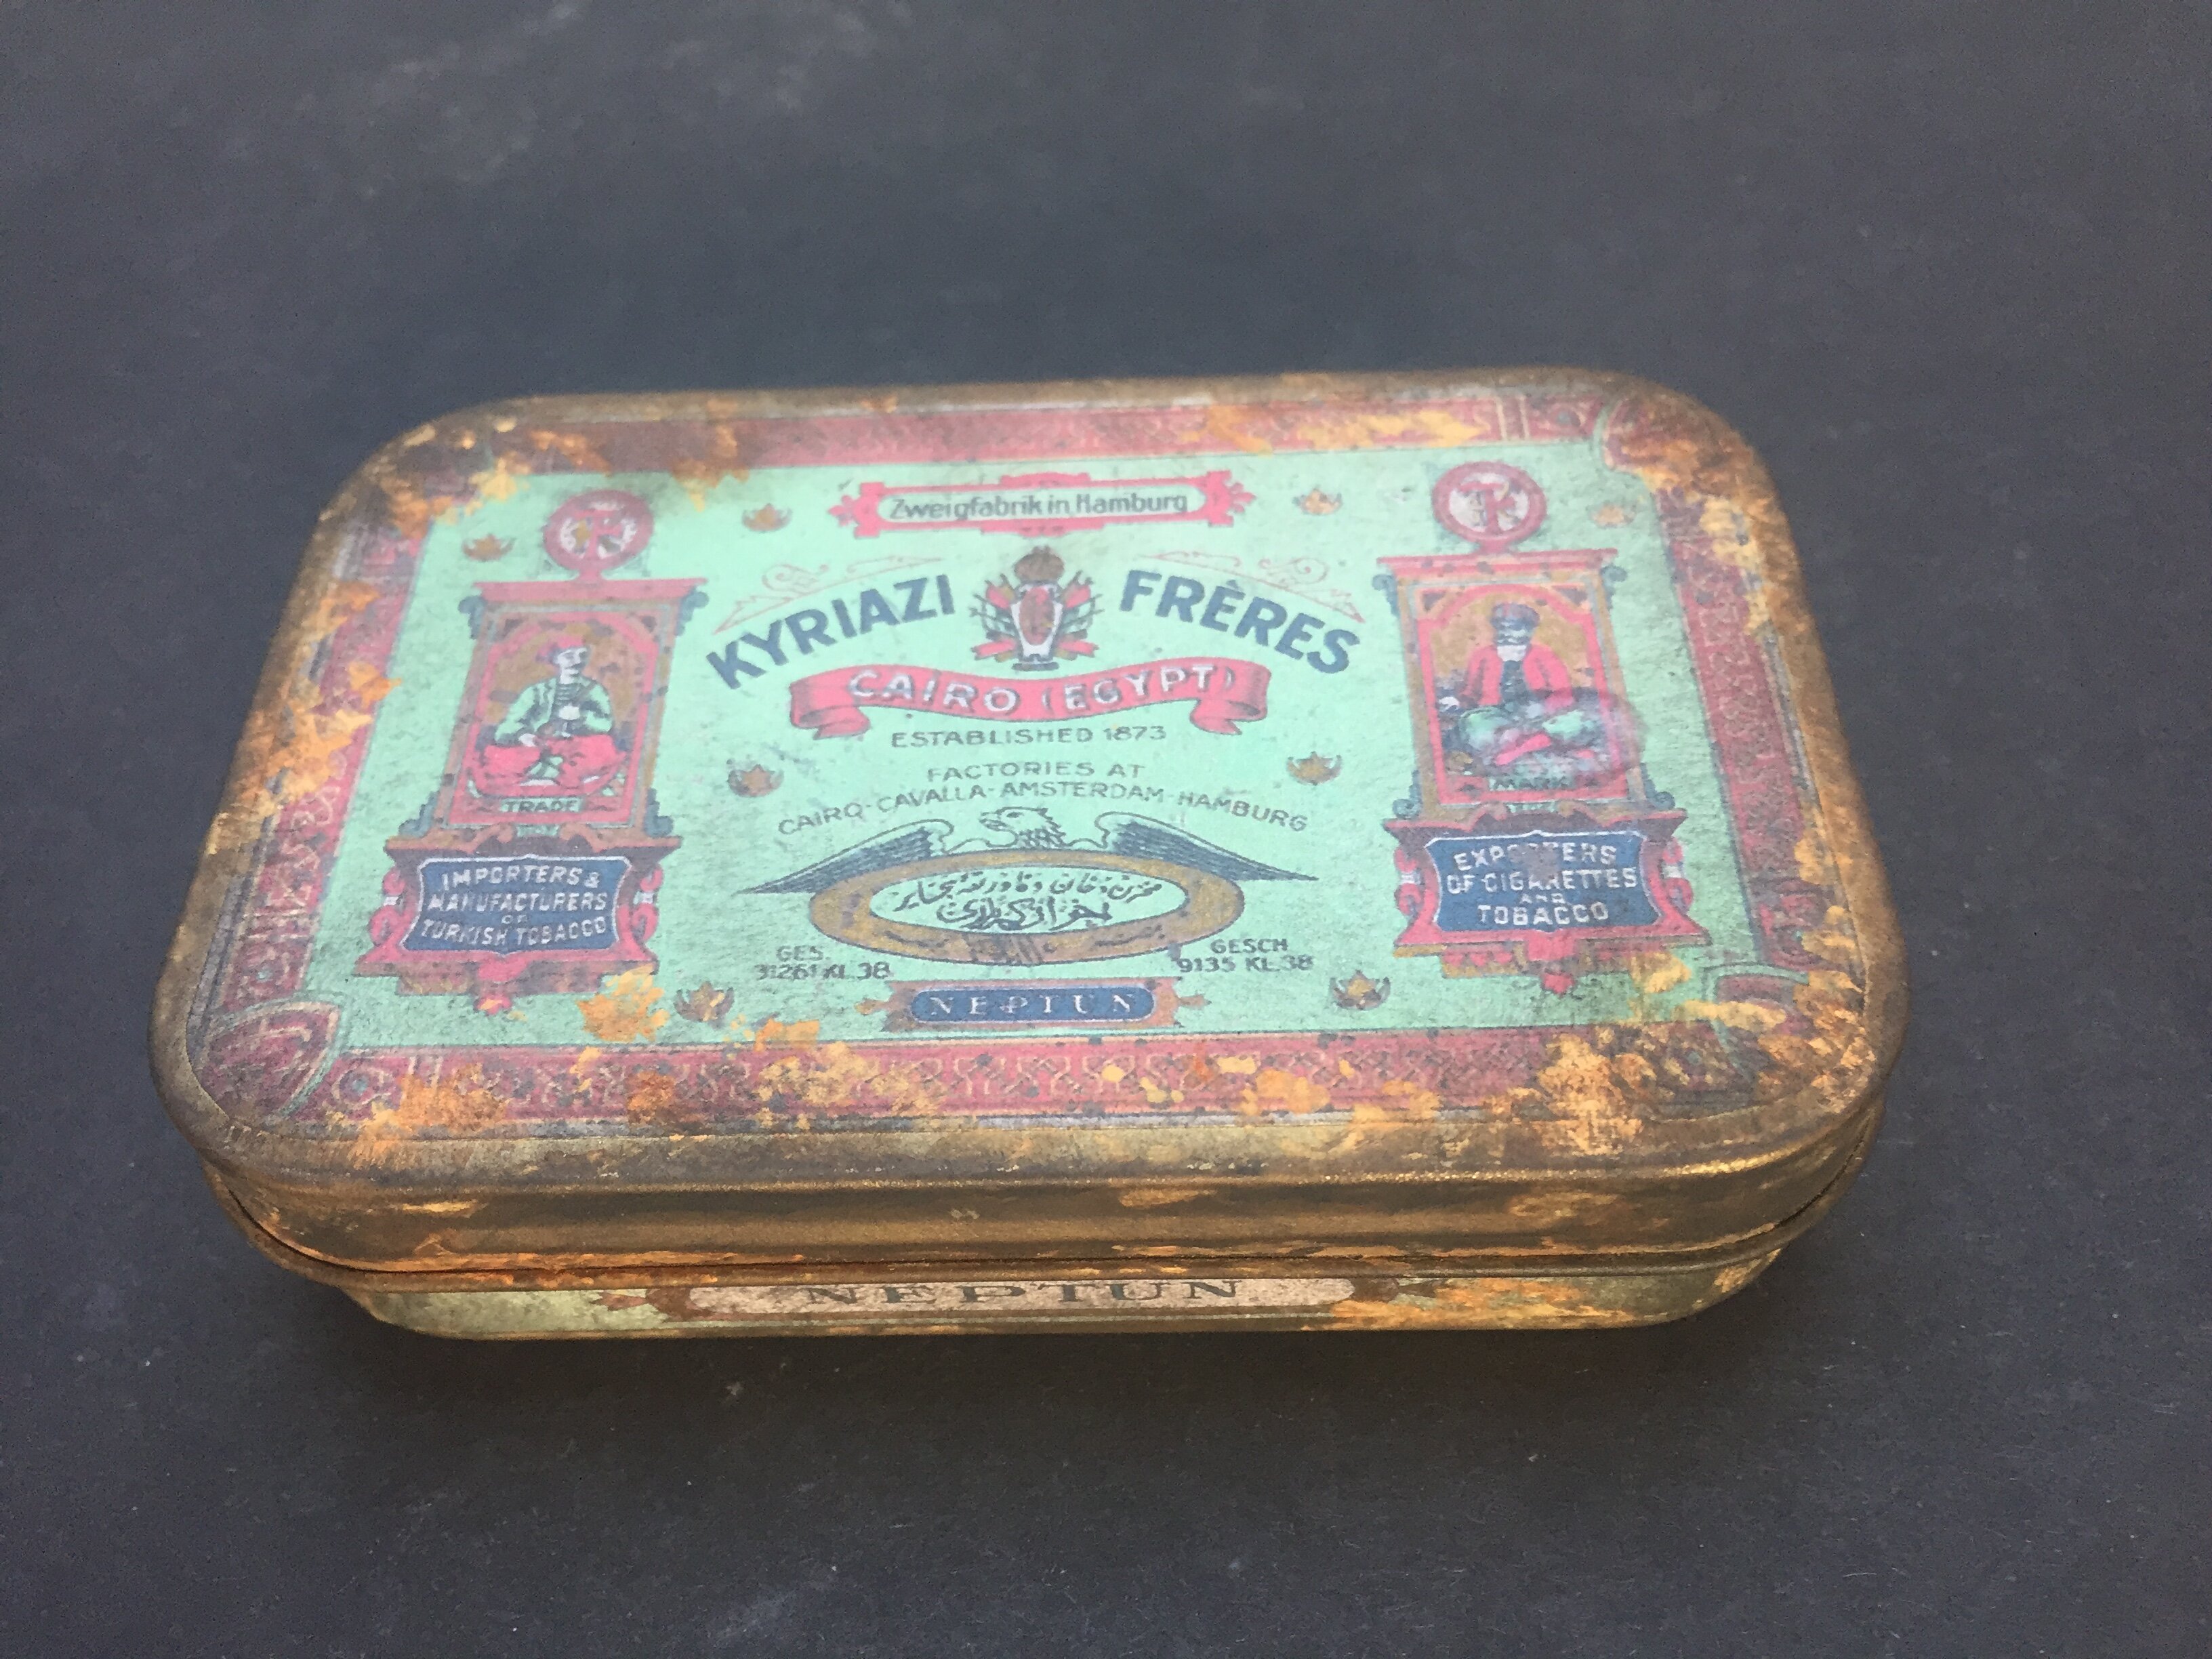 Zweigfabrik in Hamburg
KYRIAZI FRÈRES
CAIRO (EGYPT)
ESTABLISHED 1873
FACTORIES AT
CAIRO-CAVALLA-AMSTERDAM-HAMBURG
TRADE
MARK
IMPORTERS &
MANUFACTURERS
OF
TURKISH TOBACCO
EXPORTERS
OF CIGARETTES
AND
TOBACCO
GES.
31261 KL.38
GESCH
9135 KL.38
NEPTUN
NEPTUN